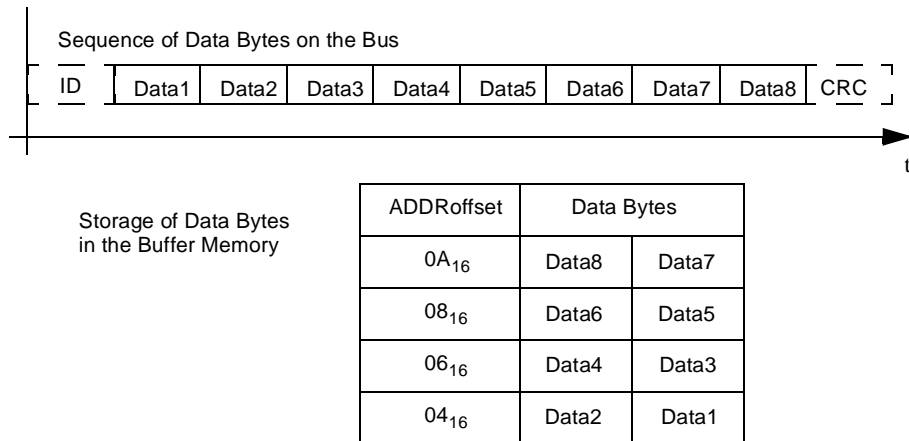 Sequence of Data Bytes on the Bus
ID Data1 Data2 Data3 Data4 Data5 Data6 Data7 Data8 CRC
t
Storage of Data Bytes
in the Buffer Memory
ADDRoffset Data Bytes
0A16 Data8 Data7
0816 Data6 Data5
0616 Data4 Data3
0416 Data2 Data1